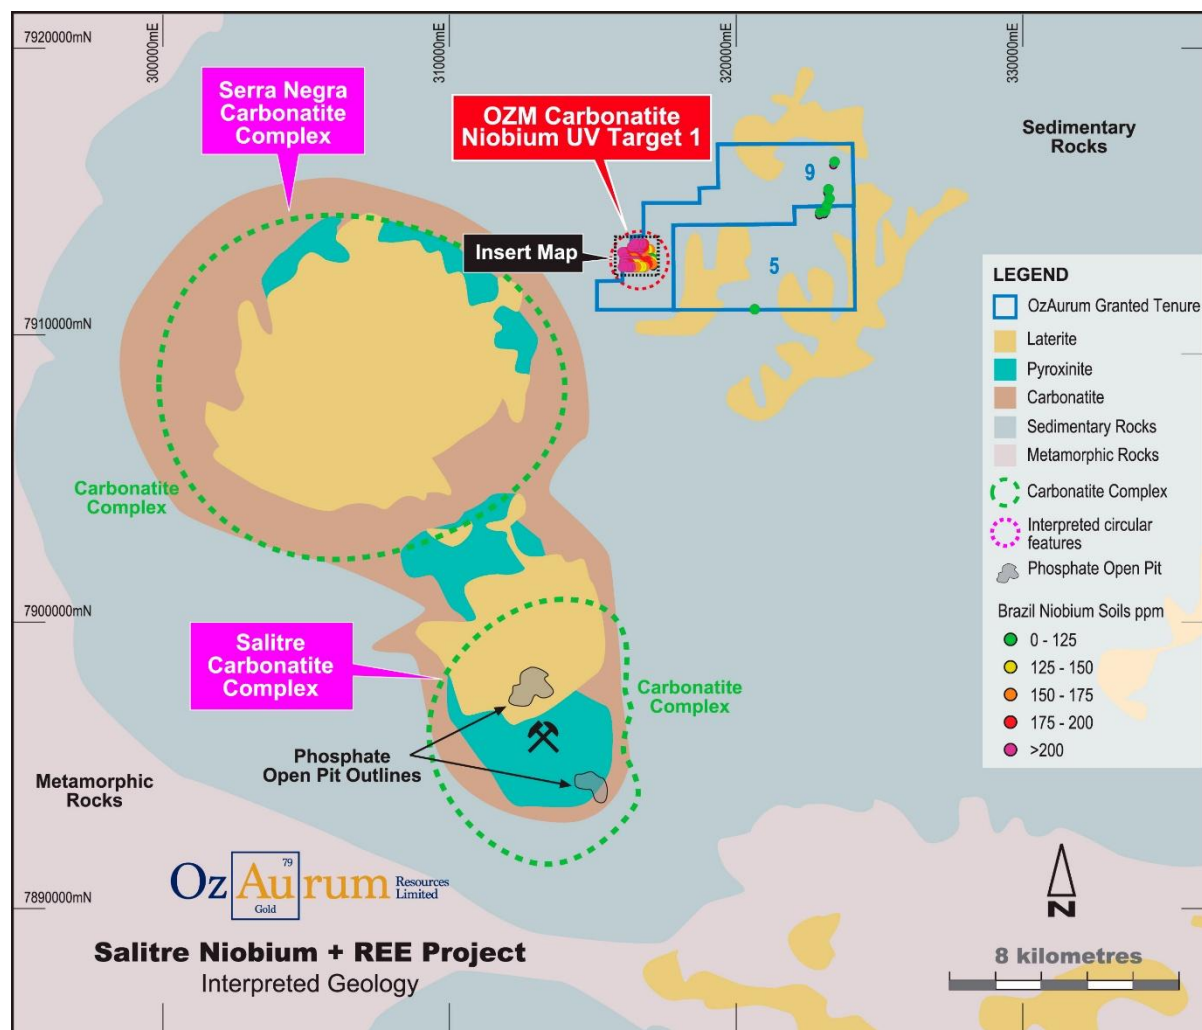 7920000mN
300000mE
310000mE
320000mE
330000mE
Serra Negra
Carbonatite
Complex
OZM Carbonatite
Niobium UV Target 1
Sedimentary
Rocks
9
Insert Map
5
7910000mN
LEGEND
OzAurum Granted Tenure
Laterite
Pyroxinite
Carbonatite
Sedimentary Rocks
Metamorphic Rocks
Carbonatite Complex
Interpreted circular
features
Phosphate Open Pit
Brazil Niobium Soils ppm
0 - 125
125 - 150
150 - 175
175 - 200
>200
Carbonatite
Complex
7900000mN
Salitre
Carbonatite
Complex
Carbonatite
Complex
Phosphate
Open Pit Outlines
Metamorphic
Rocks
79
Oz Au rum Resources
Limited
Gold
7890000mN
N
Salitre Niobium + REE Project
Interpreted Geology
8 kilometres